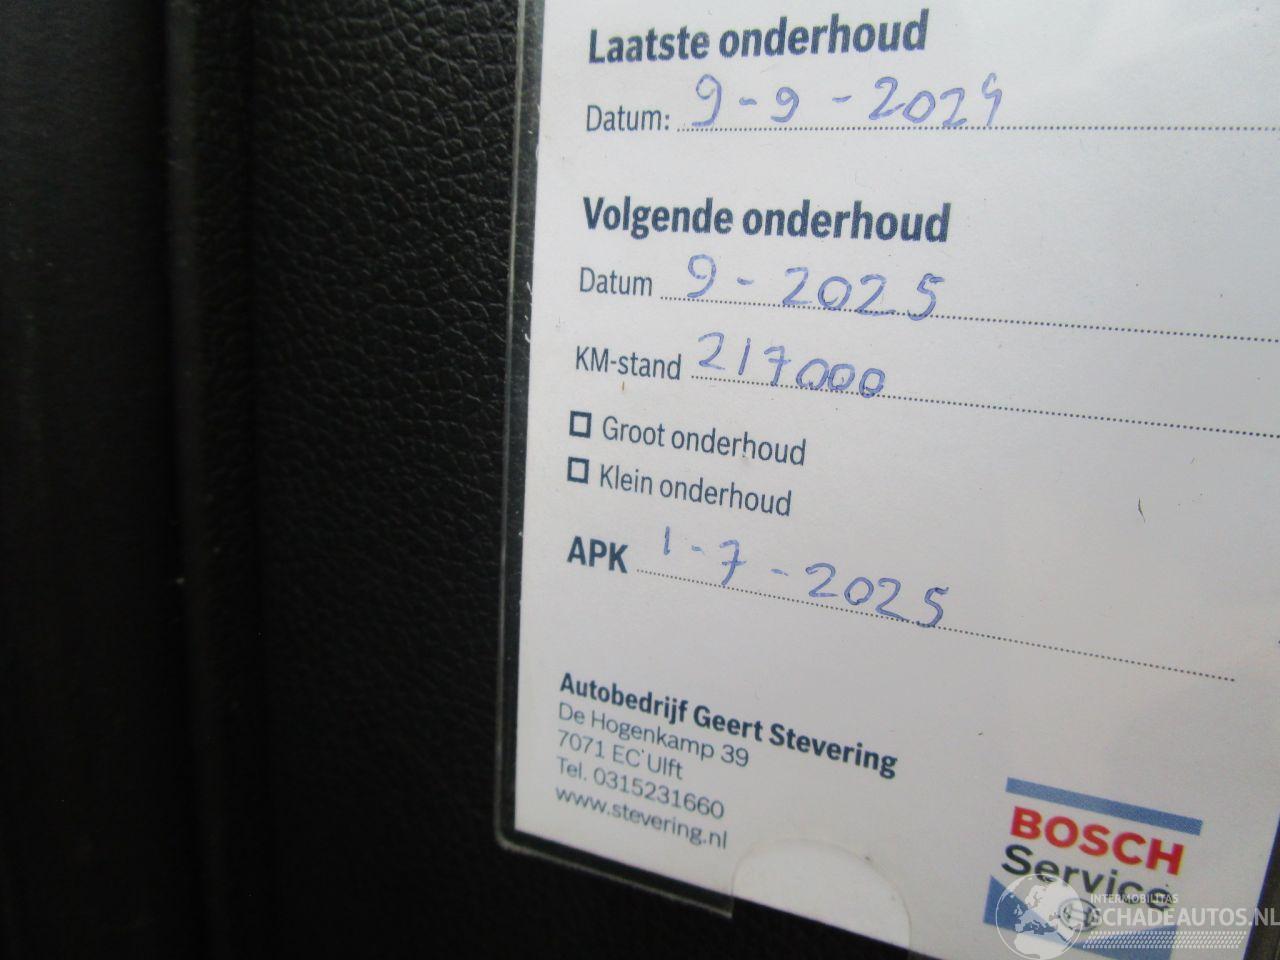 Laatste onderhoud
Datum: 9-9-2024
Volgende onderhoud
Datum 9-2025
KM-stand 217000
Groot onderhoud
Klein onderhoud
APK 1-7-2025
Autobedrijf Geert Stevering
De Hogenkamp 39
7071 EC Ulft
Tel. 0315231660
www.stevering.nl
BOSCH
Service
INTERMOBILITAS
SCHADEAUTOS.NL